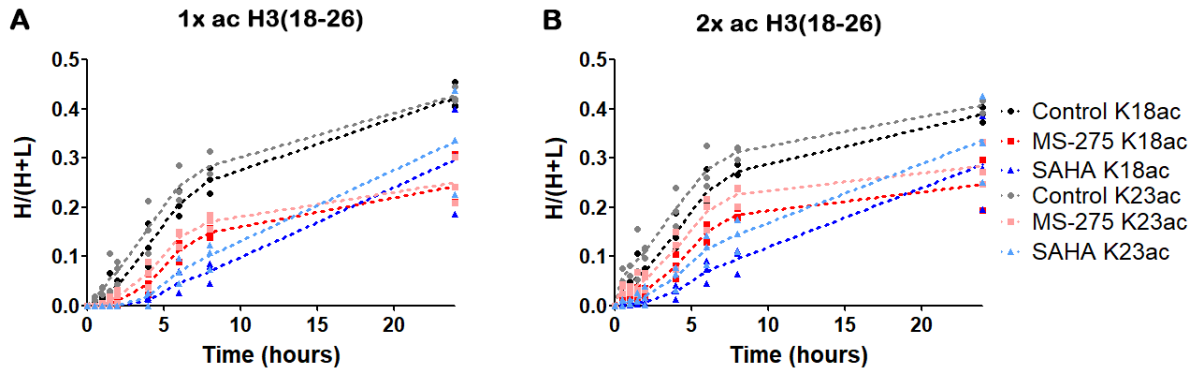 A
1x ac H3(18-26)
H/(H+L)
0.5
0.4
0.3
0.2
0.1
0.0
0
5
10
15
20
Time (hours)
B
2x ac H3(18-26)
H/(H+L)
0.5
0.4
0.3
0.2
0.1
0.0
0
5
10
15
20
Time (hours)
Control K18ac
MS-275 K18ac
SAHA K18ac
Control K23ac
MS-275 K23ac
SAHA K23ac